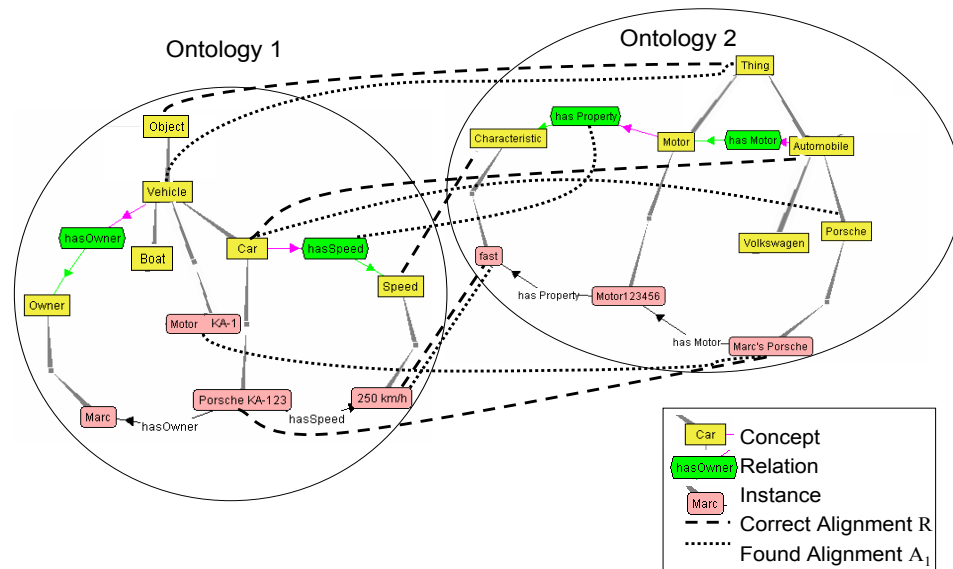 Ontology 1
Object
Vehicle
hasOwner
Boat
Car
hasSpeed
Owner
Speed
Motor KA-1
Marc
hasOwner
Porsche KA-123
hasSpeed
250 km/h
Ontology 2
Thing
has Property
Characteristic
Motor
has Motor
Automobile
Volkswagen
Porsche
fast
has Property
Motor123456
has Motor
Marc's Porsche
Car
Concept
hasOwner
Relation
Marc
Instance
Correct Alignment R
Found Alignment A1